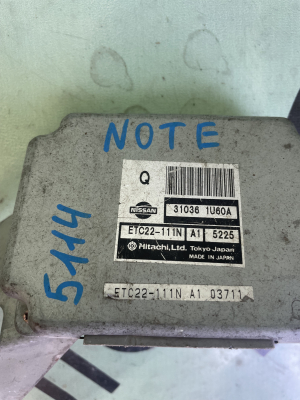 NOTE
5114
Q
NISSAN
31036 1U60A
ETC22-111N A1 5225
Hitachi, Ltd. Tokyo Japan
MADE IN JAPAN
ETC22-111N A1 03711